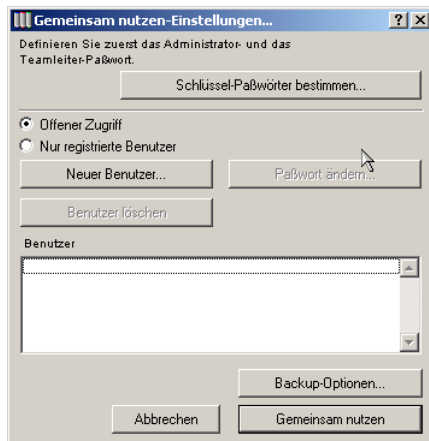 Gemeinsam nutzen-Einstellungen...
Definieren Sie zuerst das Administrator- und das
Teamleiter-Paßwort.
Schlüssel-Paßwörter bestimmen...
Offener Zugriff
Nur registrierte Benutzer
Neuer Benutzer...
Paßwort ändern...
Benutzer löschen
Benutzer
Backup-Optionen...
Abbrechen
Gemeinsam nutzen